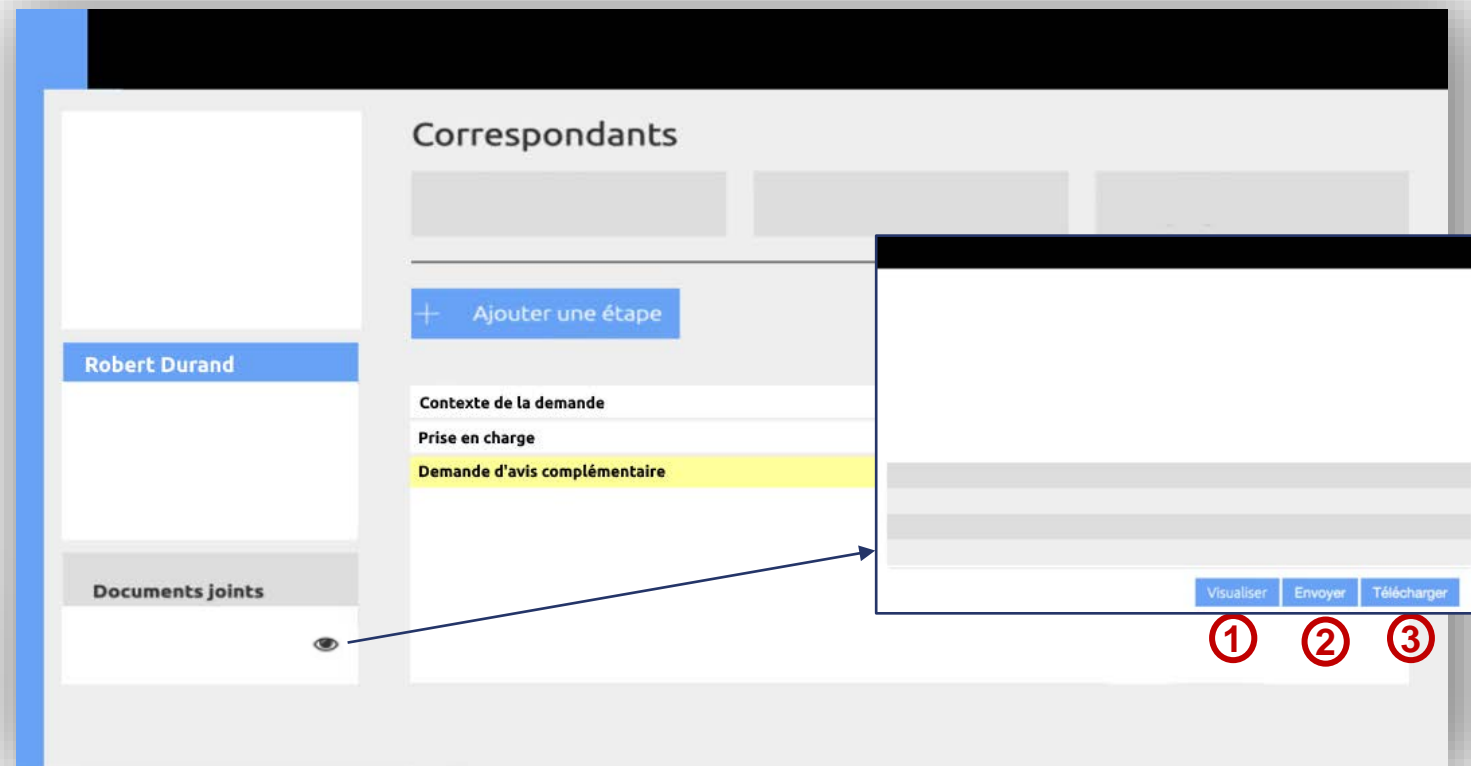 Correspondants
+ Ajouter une étape
Robert Durand
Contexte de la demande
Prise en charge
Demande d'avis complémentaire
Documents joints
Visualiser Envoyer Télécharger
1 2 3